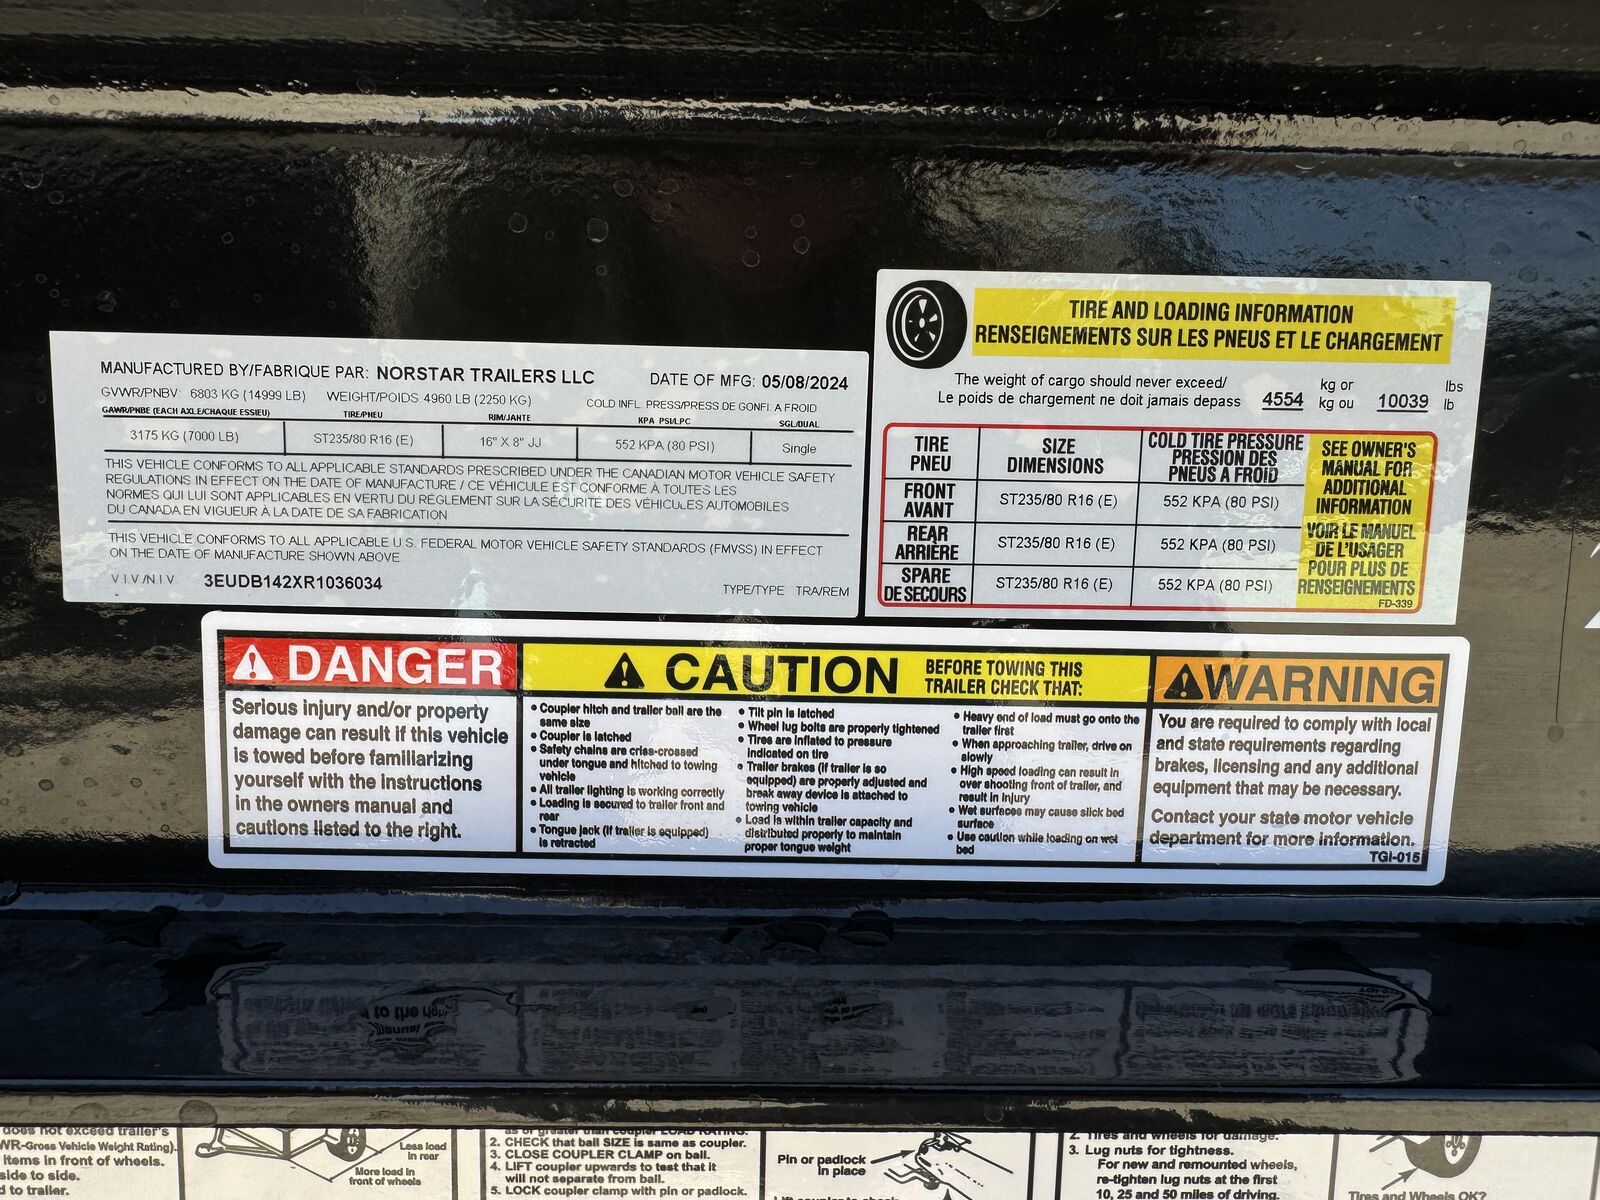 MANUFACTURED BY/FABRIQUE PAR: NORSTAR TRAILERS LLC DATE OF MFG: 05/08/2024
GVWR/PNBV: 6803 KG (14999 LB) WEIGHT/POIDS 4960 LB (2250 KG)
COLD INFL. PRESS/PRESS DE GONFL A FROID
GAWR/PNBE (EACH AXLE/CHAQUE ESSIEU) TIRE/PNEU RIM/JANTE KPA PSI/LPC SGL/DUAL
3175 KG (7000 LB) ST235/80 R16 (E) 16" X 8" JJ 552 KPA (80 PSI) Single
THIS VEHICLE CONFORMS TO ALL APPLICABLE STANDARDS PRESCRIBED UNDER THE CANADIAN MOTOR VEHICLE SAFETY
REGULATIONS IN EFFECT ON THE DATE OF MANUFACTURE / CE VÉHICULE EST CONFORME À TOUTES LES
NORMES QUI LUI SONT APPLICABLES EN VERTU DU RÈGLEMENT SUR LA SÉCURITÉ DES VÉHICULES AUTOMOBILES
DU CANADA EN VIGUEUR À LA DATE DE SA FABRICATION
THIS VEHICLE CONFORMS TO ALL APPLICABLE U.S. FEDERAL MOTOR VEHICLE SAFETY STANDARDS (FMVSS) IN EFFECT
ON THE DATE OF MANUFACTURE SHOWN ABOVE
V.I.V./N.I.V. 3EUDB142XR1036034 TYPE/TYPE TRA/REM
TIRE AND LOADING INFORMATION
RENSEIGNEMENTS SUR LES PNEUS ET LE CHARGEMENT
The weight of cargo should never exceed/ kg or lbs
Le poids de chargement ne doit jamais depass 4554 kg ou 10039 lb
TIRE
PNEU
SIZE
DIMENSIONS
COLD TIRE PRESSURE
PRESSION DES
PNEUS A FROID
FRONT
AVANT
ST235/80 R16 (E) 552 KPA (80 PSI)
REAR
ARRIÈRE
ST235/80 R16 (E) 552 KPA (80 PSI)
SPARE
DE SECOURS
ST235/80 R16 (E) 552 KPA (80 PSI)
SEE OWNER'S
MANUAL FOR
ADDITIONAL
INFORMATION
VOIR LE MANUEL
DE L'USAGER
POUR PLUS DE
RENSEIGNEMENTS
FD-339
DANGER
Serious injury and/or property
damage can result if this vehicle
is towed before familiarizing
yourself with the instructions
in the owners manual and
cautions listed to the right.
CAUTION
BEFORE TOWING THIS
TRAILER CHECK THAT:
• Coupler hitch and trailer ball are the
same size
• Coupler is latched
• Safety chains are criss-crossed
under tongue and hitched to towing
vehicle
• All trailer lighting is working correctly
• Loading is secured to trailer front and
rear
• Tongue jack (if trailer is equipped)
is retracted
• Tilt pin is latched
• Wheel lug bolts are properly tightened
• Tires are inflated to pressure
indicated on tire
• Trailer brakes (if trailer is so
equipped) are properly adjusted and
break away device is attached to
towing vehicle
• Load is within trailer capacity and
distributed properly to maintain
proper tongue weight
• Heavy end of load must go onto the
trailer first
• When approaching trailer, drive on
slowly
• High speed loading can result in
over shooting front of trailer, and
result in injury
• Wet surfaces may cause slick bed
surface
• Use caution while loading on wet
bed
WARNING
You are required to comply with local
and state requirements regarding
brakes, licensing and any additional
equipment that may be necessary.
Contact your state motor vehicle
department for more information.
TGI-015
does not exceed trailer's
WR-Gross Vehicle Weight Rating).
items in front of wheels.
side to side.
d to trailer.
Less load
in rear
More load in
front of wheels
as or greater than coupler LOAD RATING.
2. CHECK that ball SIZE is same as coupler.
3. CLOSE COUPLER CLAMP on ball.
4. LIFT coupler upwards to test that it
will not separate from ball.
5. LOCK coupler clamp with pin or padlock.
Pin or padlock
in place
2. Tires and wheels for damage.
3. Lug nuts for tightness.
For new and remounted wheels,
re-tighten lug nuts at the first
10, 25 and 50 miles of driving.
Tires and Wheels OK?